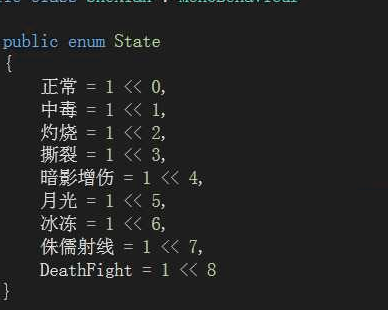 public enum State
{
正常 = 1 << 0,
中毒 = 1 << 1,
灼烧 = 1 << 2,
撕裂 = 1 << 3,
暗影增伤 = 1 << 4,
月光 = 1 << 5,
冰冻 = 1 << 6,
侏儒射线 = 1 << 7,
DeathFight = 1 << 8
}